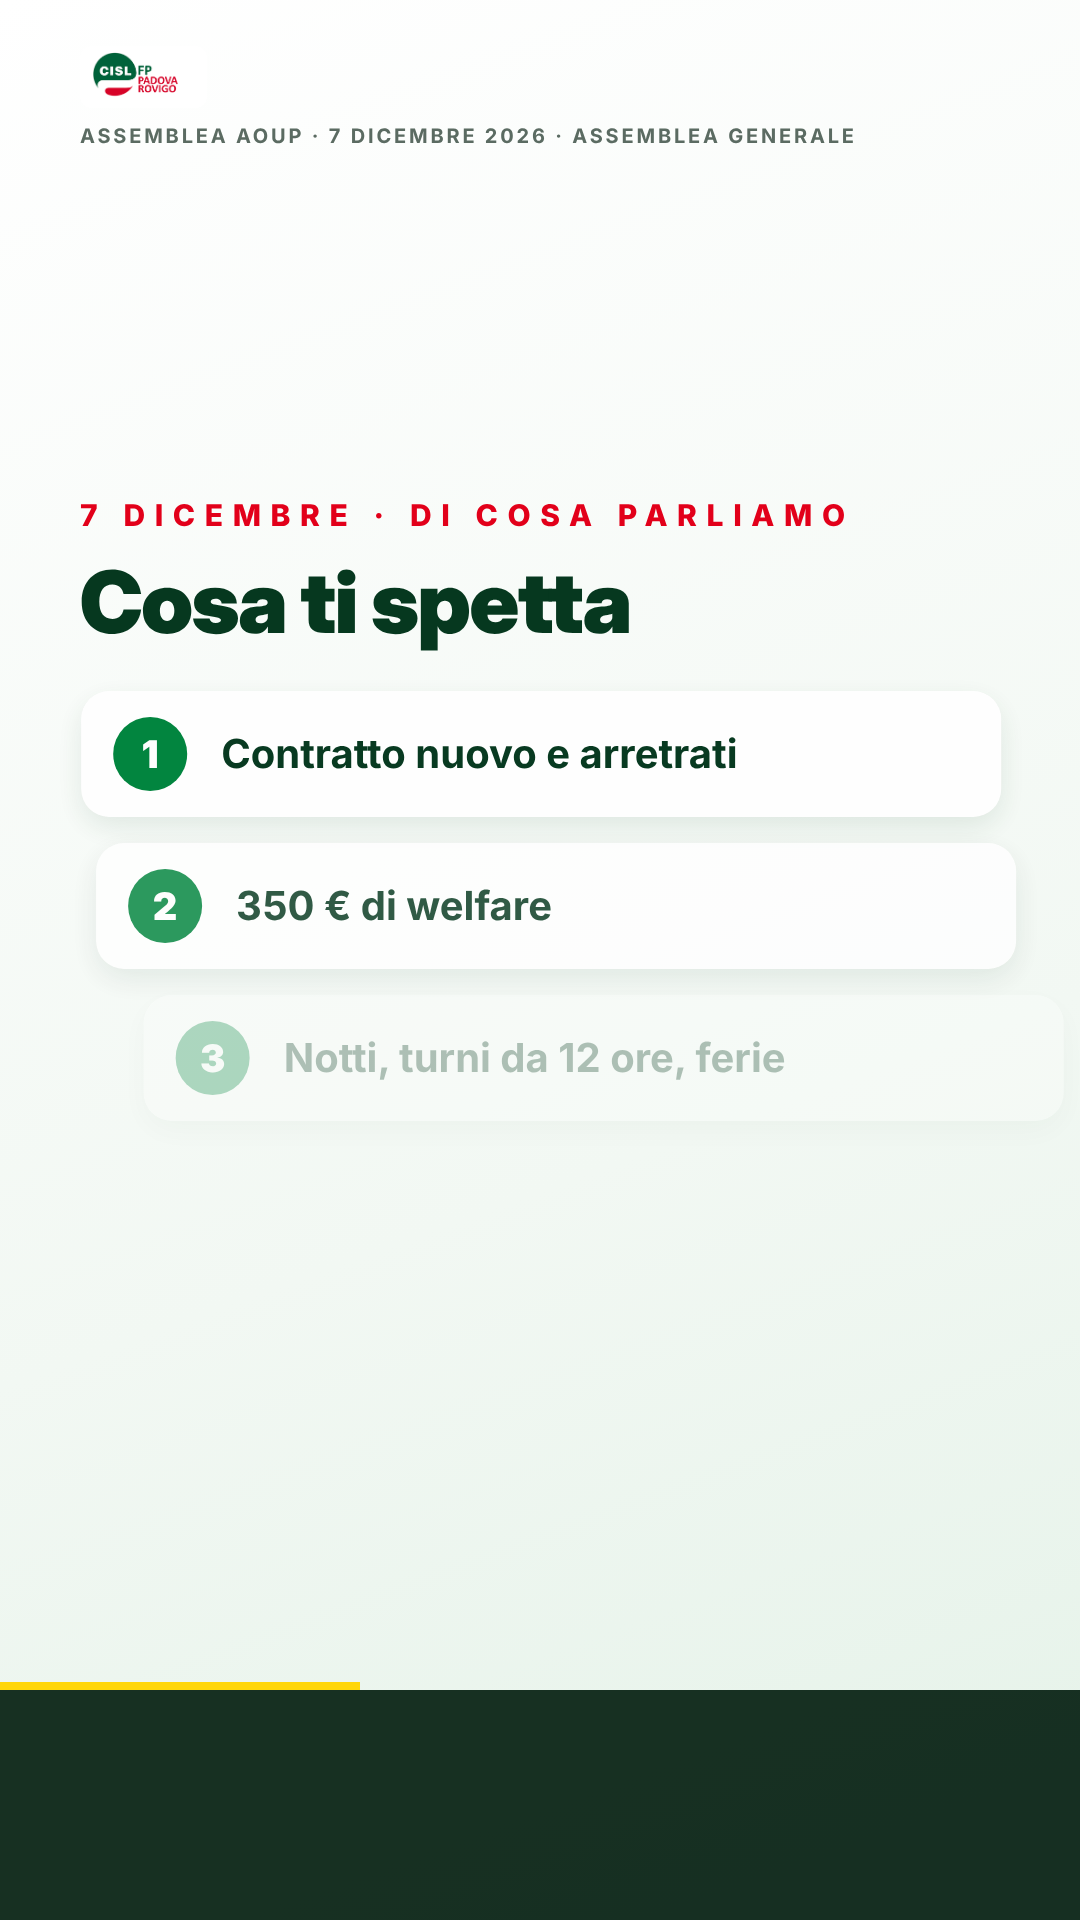 CISL FP
PADOVA
ROVIGO
ASSEMBLEA AOUP · 7 DICEMBRE 2026 · ASSEMBLEA GENERALE
7 DICEMBRE · DI COSA PARLIAMO
Cosa ti spetta
1 Contratto nuovo e arretrati
2 350 € di welfare
3 Notti, turni da 12 ore, ferie